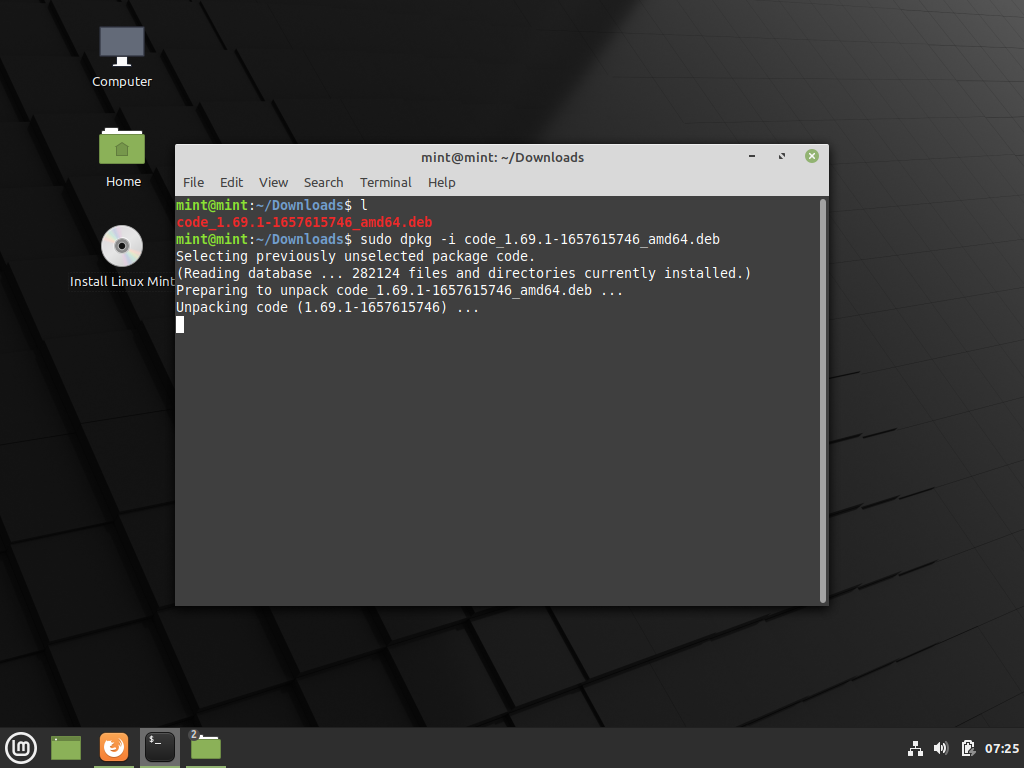 Computer
Home
Install Linux Mint
mint@mint: ~/Downloads
File Edit View Search Terminal Help
mint@mint:~/Downloads$ l
code_1.69.1-1657615746_amd64.deb
mint@mint:~/Downloads$ sudo dpkg -i code_1.69.1-1657615746_amd64.deb
Selecting previously unselected package code.
(Reading database ... 282124 files and directories currently installed.)
Preparing to unpack code_1.69.1-1657615746_amd64.deb ...
Unpacking code (1.69.1-1657615746) ...
$_
2
07:25